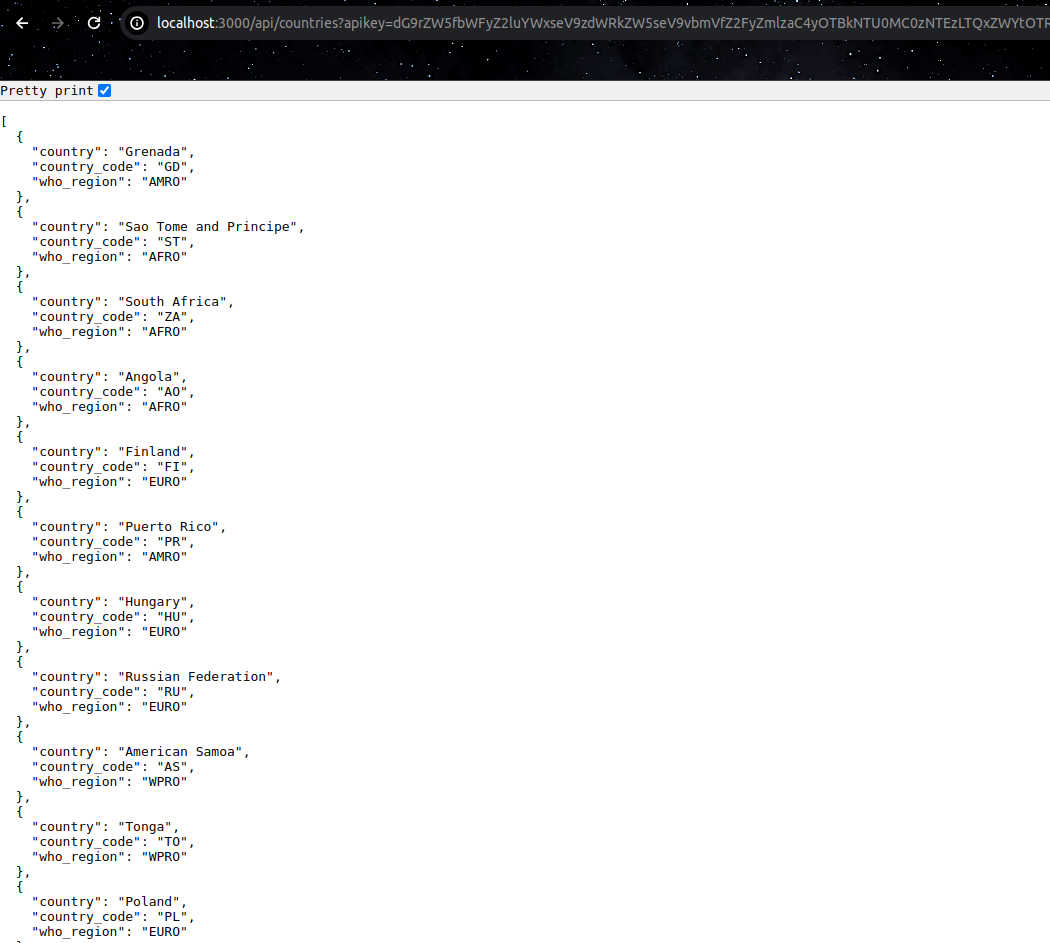 localhost:3000/api/countries?apikey=dG9rZW5fbWFyZ2luYWxseV9zdWRkZW5seV9vbmVfZ2FyZmlzaC4yOTBkNTU0MC0zNTEzLTQxZWYtOTR
Pretty print
[
  {
    "country": "Grenada",
    "country_code": "GD",
    "who_region": "AMRO"
  },
  {
    "country": "Sao Tome and Principe",
    "country_code": "ST",
    "who_region": "AFRO"
  },
  {
    "country": "South Africa",
    "country_code": "ZA",
    "who_region": "AFRO"
  },
  {
    "country": "Angola",
    "country_code": "AO",
    "who_region": "AFRO"
  },
  {
    "country": "Finland",
    "country_code": "FI",
    "who_region": "EURO"
  },
  {
    "country": "Puerto Rico",
    "country_code": "PR",
    "who_region": "AMRO"
  },
  {
    "country": "Hungary",
    "country_code": "HU",
    "who_region": "EURO"
  },
  {
    "country": "Russian Federation",
    "country_code": "RU",
    "who_region": "EURO"
  },
  {
    "country": "American Samoa",
    "country_code": "AS",
    "who_region": "WPRO"
  },
  {
    "country": "Tonga",
    "country_code": "TO",
    "who_region": "WPRO"
  },
  {
    "country": "Poland",
    "country_code": "PL",
    "who_region": "EURO"